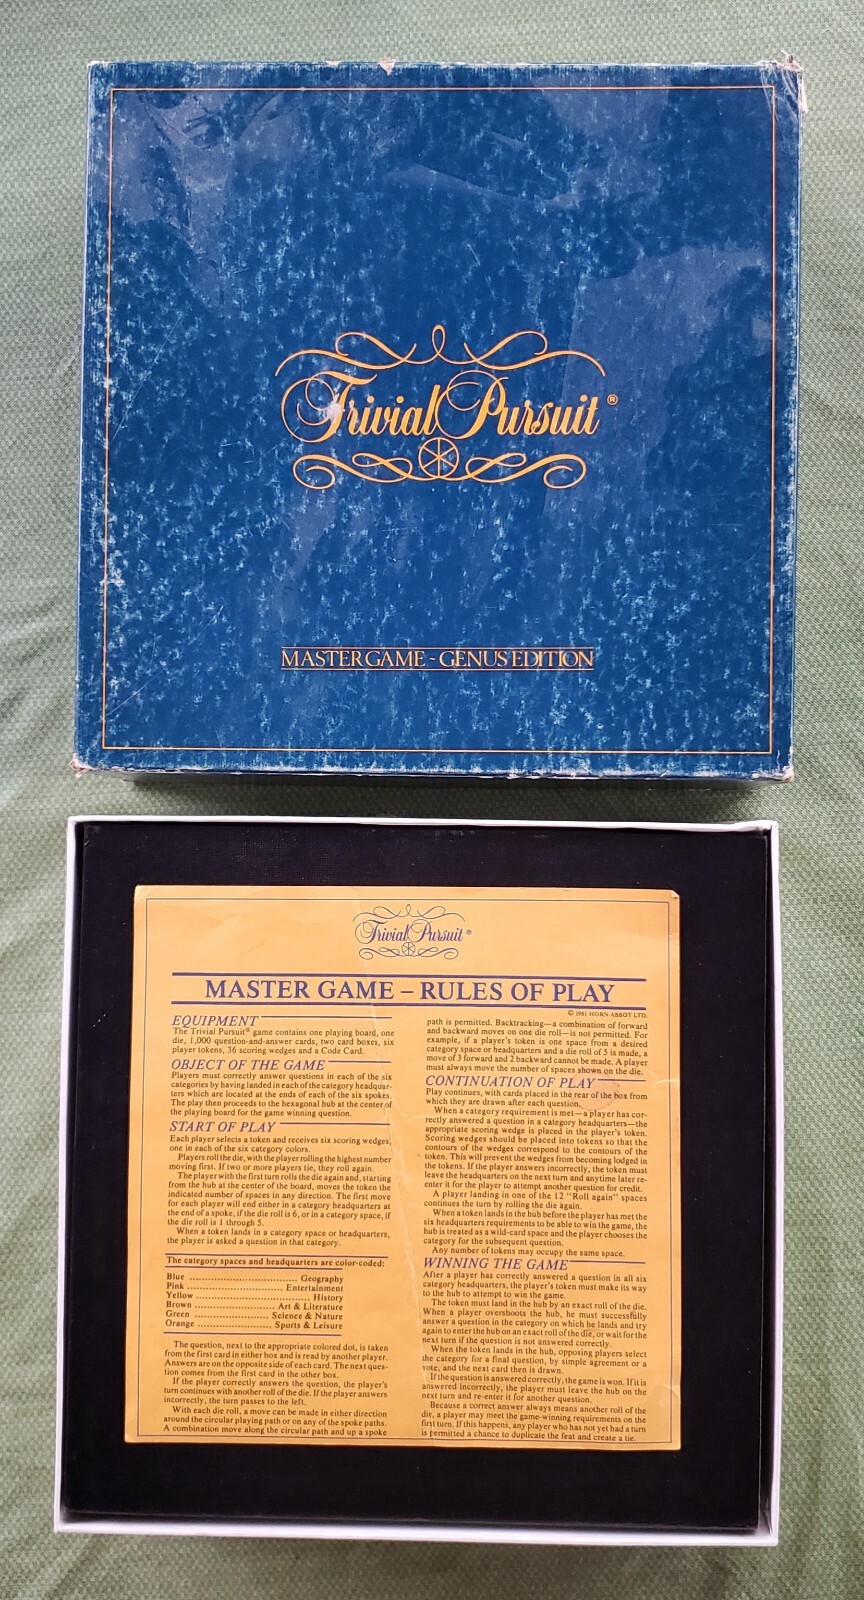 Trivial Pursuit®
MASTER GAME - GENUS EDITION
Trivial Pursuit®
MASTER GAME – RULES OF PLAY
© 1981 HORN ABBOT LTD.
EQUIPMENT
The Trivial Pursuit® game contains one playing board, one
die, 1,000 question-and-answer cards, two card boxes, six
player tokens, 36 scoring wedges and a Code Card.
OBJECT OF THE GAME
Players must correctly answer questions in each of the six
categories by having landed in each of the category headquar-
ters which are located at the ends of each of the six spokes.
The play then proceeds to the hexagonal hub at the center of
the playing board for the game winning question.
START OF PLAY
Each player selects a token and receives six scoring wedges,
one in each of the six category colors.
Players roll the die, with the player rolling the highest number
moving first. If two or more players tie, they roll again.
The player with the first turn rolls the die again and, starting
from the hub at the center of the board, moves the token the
indicated number of spaces in any direction. The first move
for each player will end either in a category headquarters at
the end of a spoke, if the die roll is 6, or in a category space, if
the die roll is 1 through 5.
When a token lands in a category space or headquarters,
the player is asked a question in that category.
The category spaces and headquarters are color-coded:
Blue ................................ Geography
Pink ............................ Entertainment
Yellow .................................. History
Brown ........................ Art & Literature
Green ....................... Science & Nature
Orange ...................... Sports & Leisure
The question, next to the appropriate colored dot, is taken
from the first card in either box and is read by another player.
Answers are on the opposite side of each card. The next ques-
tion comes from the first card in the other box.
If the player correctly answers the question, the player's
turn continues with another roll of the die. If the player answers
incorrectly, the turn passes to the left.
With each die roll, a move can be made in either direction
around the circular playing path or on any of the spoke paths.
A combination move along the circular path and up a spoke
path is permitted. Backtracking—a combination of forward
and backward moves on one die roll—is not permitted. For
example, if a player's token is one space from a desired
category space or headquarters and a die roll of 5 is made, a
move of 3 forward and 2 backward cannot be made. A player
must always move the number of spaces shown on the die.
CONTINUATION OF PLAY
Play continues, with cards placed in the rear of the box from
which they are drawn after each question.
When a category requirement is met—a player has cor-
rectly answered a question in a category headquarters—the
appropriate scoring wedge is placed in the player's token.
Scoring wedges should be placed into tokens so that the
contours of the wedges correspond to the contours of the
token. This will prevent the wedges from becoming lodged in
the tokens. If the player answers incorrectly, the token must
leave the headquarters on the next turn and anytime later re-
enter it for the player to attempt another question for credit.
A player landing in one of the 12 "Roll again" spaces
continues the turn by rolling the die again.
When a token lands in the hub before the player has met the
six headquarters requirements to be able to win the game, the
hub is treated as a wild-card space and the player chooses the
category for the subsequent question.
Any number of tokens may occupy the same space.
WINNING THE GAME
After a player has correctly answered a question in all six
category headquarters, the player's token must make its way
to the hub to attempt to win the game.
The token must land in the hub by an exact roll of the die.
When a player overshoots the hub, he must successfully
answer a question in the category on which he lands and try
again to enter the hub on an exact roll of the die, or wait for the
next turn if the question is not answered correctly.
When the token lands in the hub, opposing players select
the category for a final question, by simple agreement or a
vote, and the next card then is drawn.
If the question is answered correctly, the game is won. If it is
answered incorrectly, the player must leave the hub on the
next turn and re-enter it for another question.
Because a correct answer always means another roll of the
die, a player may meet the game-winning requirements on the
first turn. If this happens, any player who has not yet had a turn
is permitted a chance to duplicate the feat and create a tie.